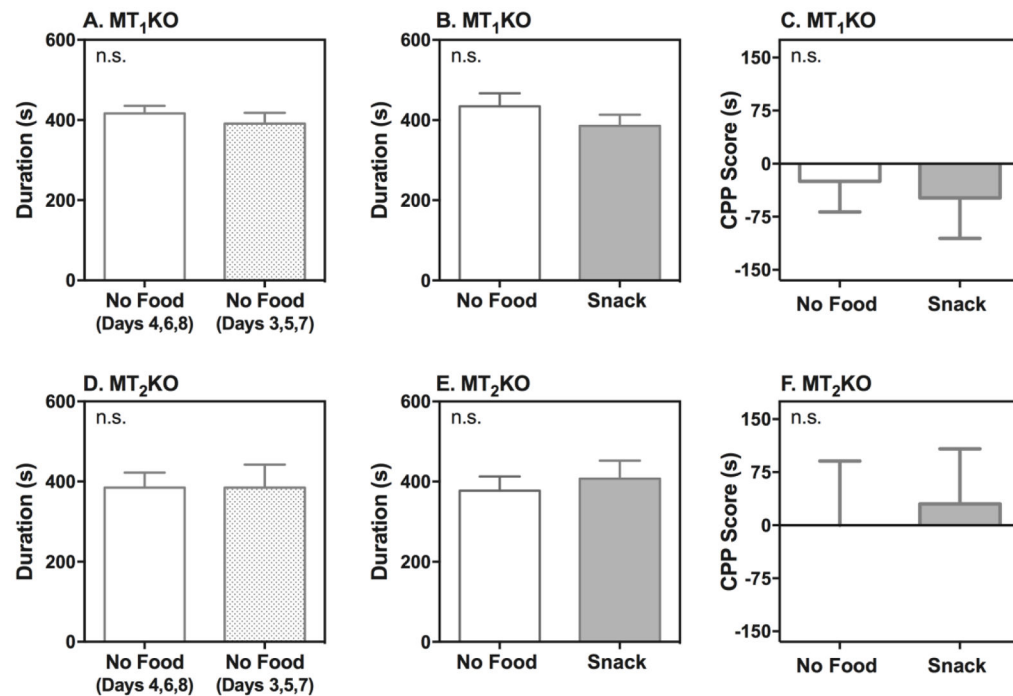 A. MT₁KO
n.s.
Duration (s)
600
400
200
0
No Food
(Days 4,6,8)
No Food
(Days 3,5,7)
B. MT₁KO
n.s.
Duration (s)
600
400
200
0
No Food
Snack
C. MT₁KO
n.s.
CPP Score (s)
150
75
0
-75
-150
No Food
Snack
D. MT₂KO
n.s.
Duration (s)
600
400
200
0
No Food
(Days 4,6,8)
No Food
(Days 3,5,7)
E. MT₂KO
n.s.
Duration (s)
600
400
200
0
No Food
Snack
F. MT₂KO
n.s.
CPP Score (s)
150
75
0
-75
-150
No Food
Snack